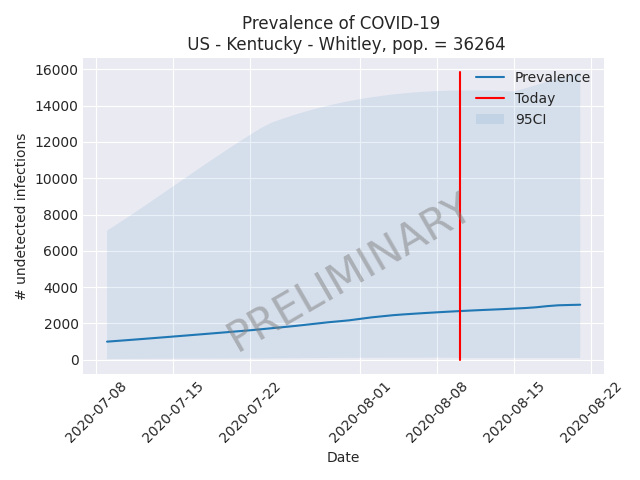 Prevalence of COVID-19
US - Kentucky - Whitley, pop. = 36264
16000
14000
12000
10000
8000
6000
4000
2000
0
# undetected infections
Prevalence
Today
95CI
PRELIMINARY
2020-07-08
2020-07-15
2020-07-22
2020-08-01
2020-08-08
2020-08-15
2020-08-22
Date